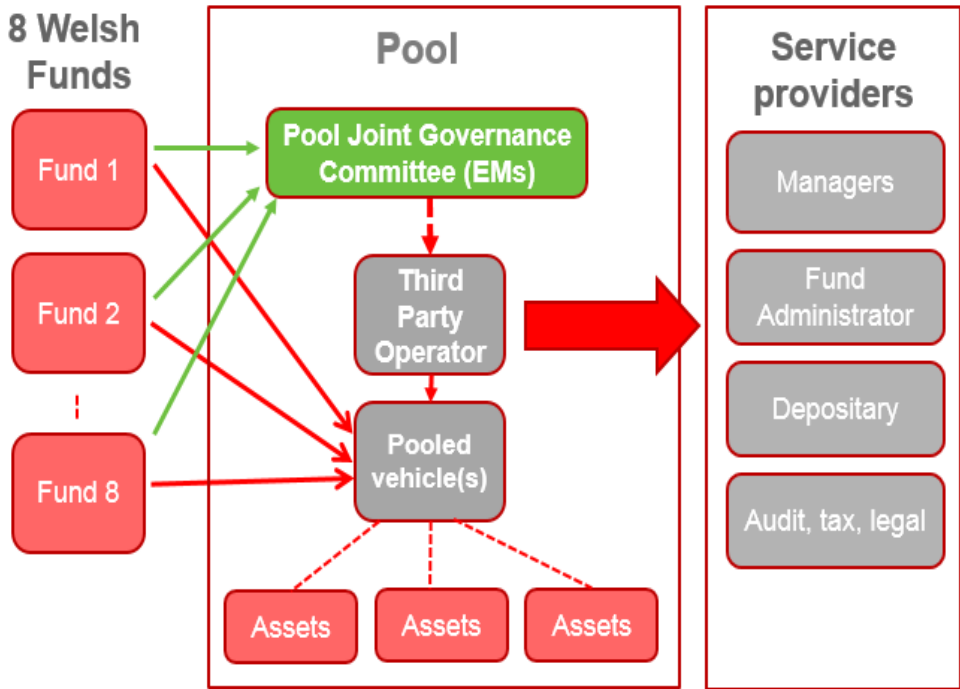 8 Welsh
Funds
Fund 1
Fund 2
Fund 8
Pool
Pool Joint Governance
Committee (EMs)
Third
Party
Operator
Pooled
vehicle(s)
Assets
Assets
Assets
Service
providers
Managers
Fund
Administrator
Depositary
Audit, tax, legal